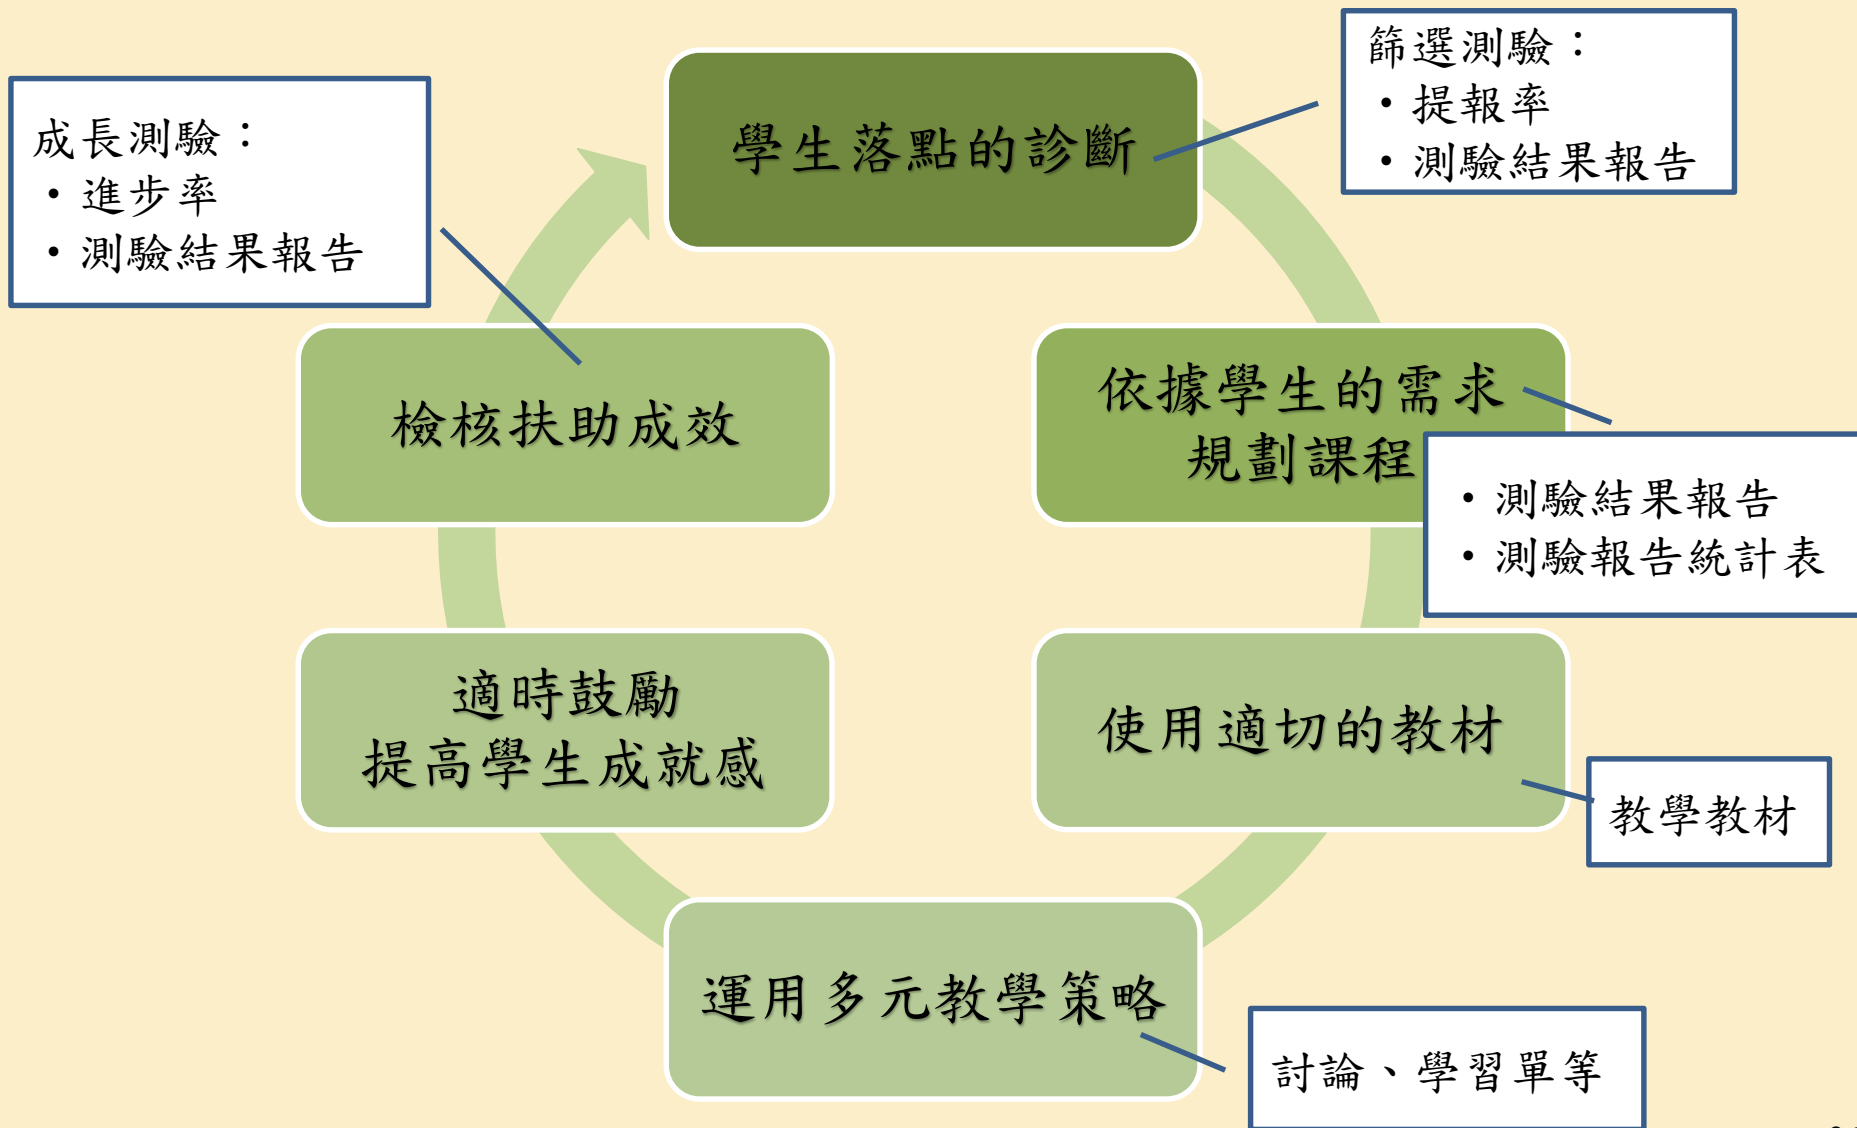 學生落點的診斷
篩選測驗：
・提報率
・測驗結果報告
依據學生的需求
規劃課程
・測驗結果報告
・測驗報告統計表
使用適切的教材
教學教材
運用多元教學策略
討論、學習單等
適時鼓勵
提高學生成就感
檢核扶助成效
成長測驗：
・進步率
・測驗結果報告